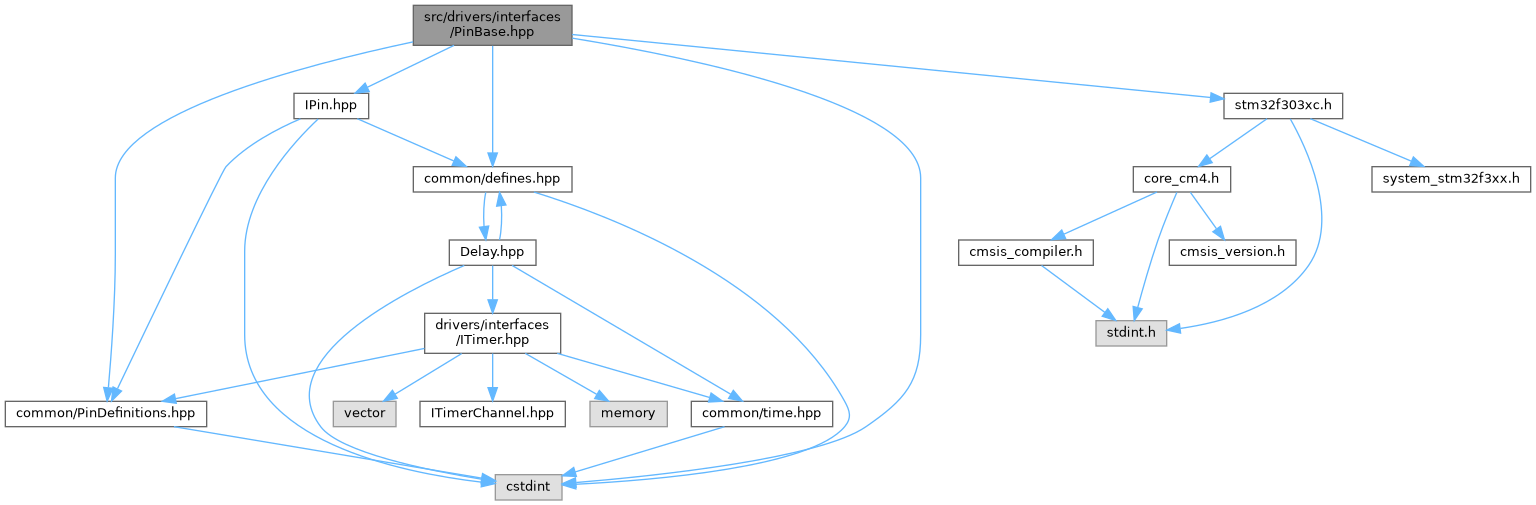 src/drivers/interfaces
/PinBase.hpp
IPin.hpp
stm32f303xc.h
common/defines.hpp
core_cm4.h
system_stm32f3xx.h
Delay.hpp
cmsis_compiler.h
cmsis_version.h
drivers/interfaces
/ITimer.hpp
stdint.h
common/PinDefinitions.hpp
vector
ITimerChannel.hpp
memory
common/time.hpp
cstdint